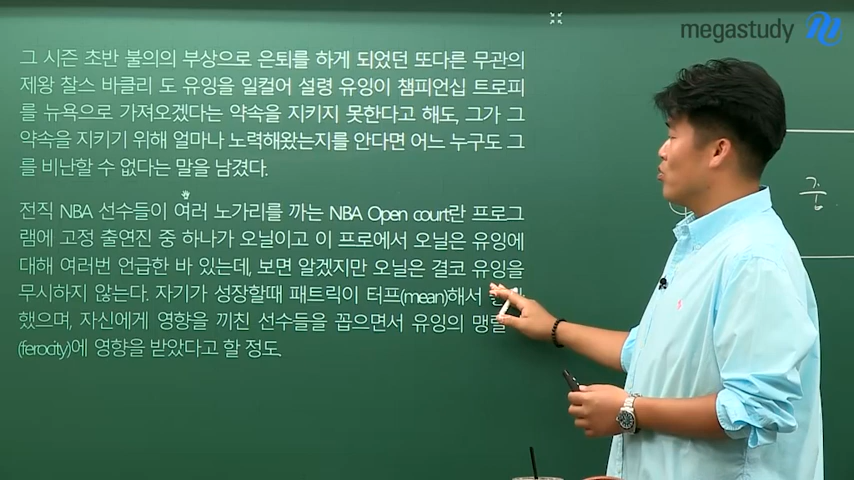 megastudy
그 시즌 초반 불의의 부상으로 은퇴를 하게 되었던 또다른 무관의
제왕 찰스 바클리 도 유잉을 일컬어 설령 유잉이 챔피언십 트로피
를 뉴욕으로 가져오겠다는 약속을 지키지 못한다고 해도, 그가 그
약속을 지키기 위해 얼마나 노력해왔는지를 안다면 어느 누구도 그
를 비난할 수 없다는 말을 남겼다.
전직 NBA 선수들이 여러 노가리를 까는 NBA Open court란 프로그
램에 고정 출연진 중 하나가 오닐이고 이 프로에서 오닐은 유잉에
대해 여러번 언급한 바 있는데, 보면 알겠지만 오닐은 결코 유잉을
무시하지 않는다. 자기가 성장할때 패트릭이 터프(mean)해서
했으며, 자신에게 영향을 끼친 선수들을 꼽으면서 유잉의
(ferocity)에 영향을 받았다고 할 정도